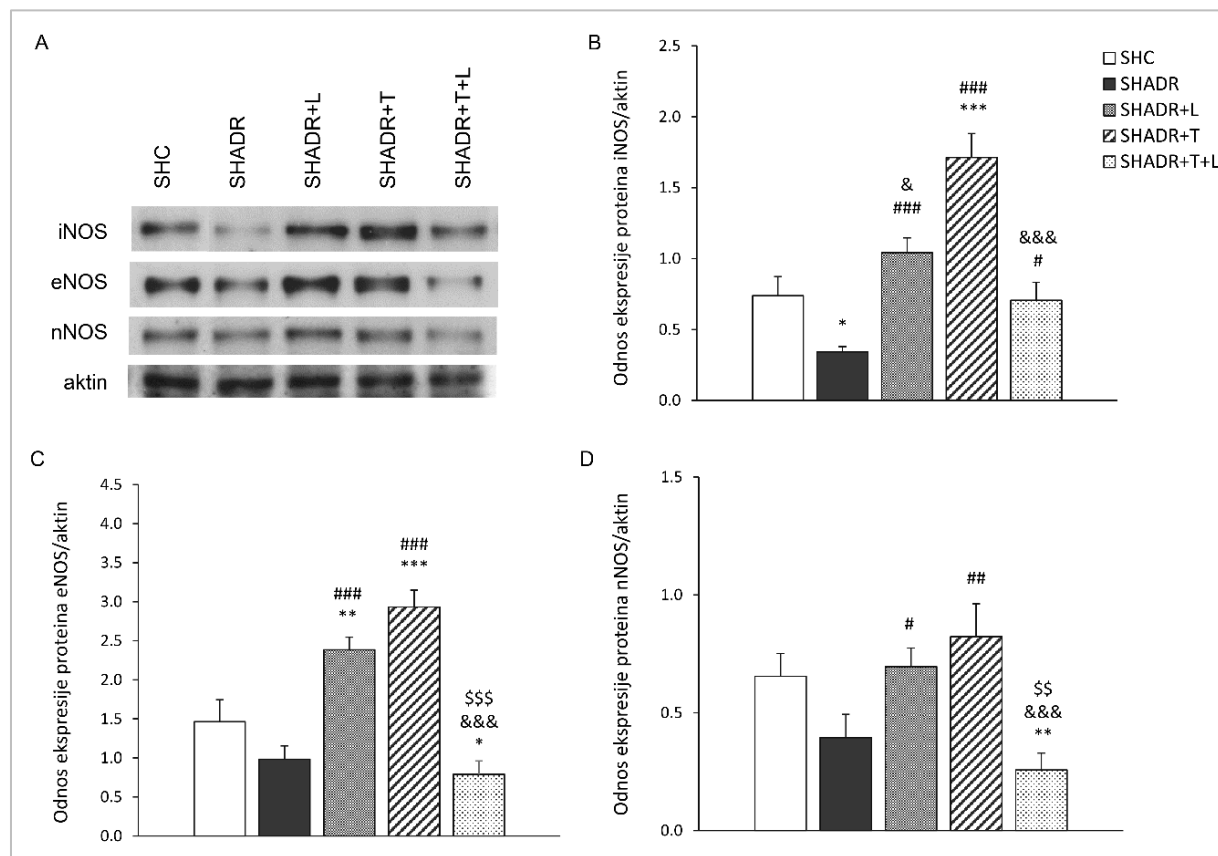 A
SHC
SHADR
SHADR+L
SHADR+T
SHADR+T+L
iNOS
eNOS
nNOS
aktin
B
Odnos ekspresije proteina iNOS/aktin
2.5
2.0
1.5
1.0
0.5
0.0
*
&
###
###
***
&&&
#
SHC
SHADR
SHADR+L
SHADR+T
SHADR+T+L
C
Odnos ekspresije proteina eNOS/aktin
4.5
4.0
3.5
3.0
2.5
2.0
1.5
1.0
0.5
0.0
###
**
###
***
$$$
&&&
*
D
Odnos ekspresije proteina nNOS/aktin
1.5
1.0
0.5
0.0
#
##
$$
&&&
**